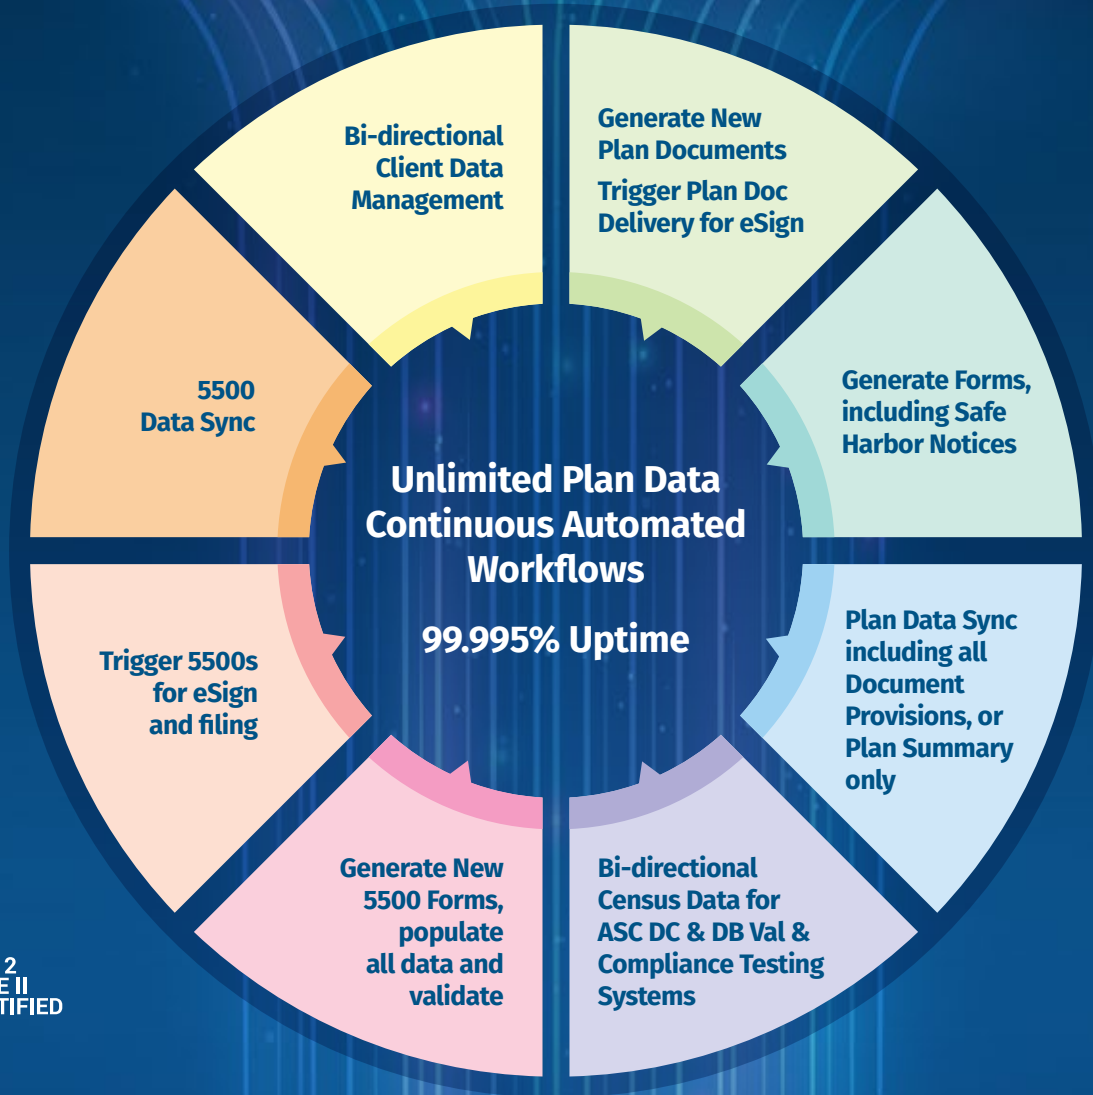 Bi-directional
Client Data
Management
Generate New
Plan Documents
Trigger Plan Doc
Delivery for eSign
Generate Forms,
including Safe
Harbor Notices
Plan Data Sync
including all
Document
Provisions, or
Plan Summary
only
Bi-directional
Census Data for
ASC DC & DB Val &
Compliance Testing
Systems
Generate New
5500 Forms,
populate
all data and
validate
Trigger 5500s
for eSign
and filing
5500
Data Sync
Unlimited Plan Data
Continuous Automated
Workflows
99.995% Uptime
2
II